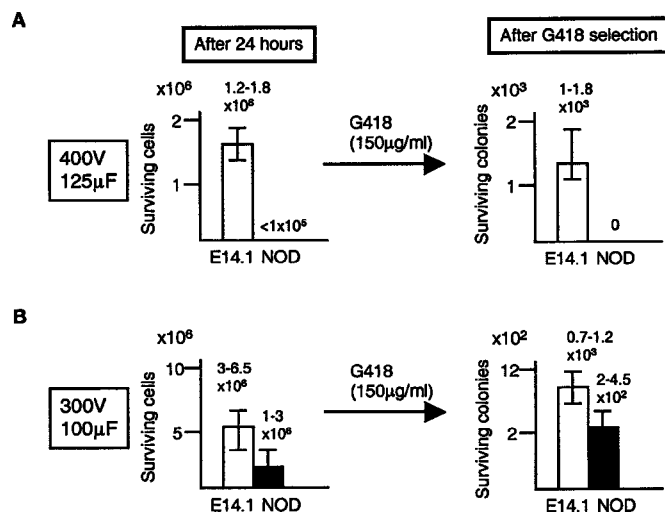 A
After 24 hours
After G418 selection
x10⁶
1.2-1.8
x10⁶
2
1
Surviving cells
<1x10⁵
E14.1 NOD
400V
125µF
G418
(150µg/ml)
x10³
1-1.8
x10³
2
1
Surviving colonies
0
E14.1 NOD
B
x10⁶
3-6.5
x10⁶
1-3
x10⁶
10
5
Surviving cells
E14.1 NOD
300V
100µF
G418
(150µg/ml)
x10²
0.7-1.2
x10³
2-4.5
x10²
12
2
Surviving colonies
E14.1 NOD